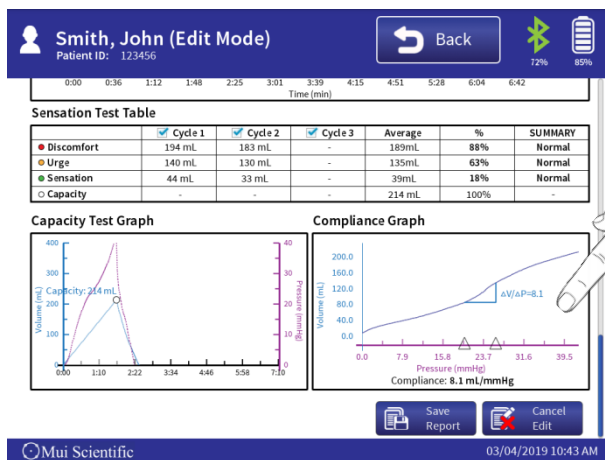 Smith, John (Edit Mode)
Patient ID: 123456
Back
72%
85%
0:00 0:36 1:12 1:48 2:25 3:01 3:39 4:15 4:51 5:28 6:04 6:42
Time (min)
Sensation Test Table
Cycle 1 Cycle 2 Cycle 3 Average % SUMMARY
Discomfort 194 mL 183 mL - 189mL 88% Normal
Urge 140 mL 130 mL - 135mL 63% Normal
Sensation 44 mL 33 mL - 39mL 18% Normal
Capacity - - - 214 mL 100% -
Capacity Test Graph
400
300
200
100
0
Volume (mL)
Capacity: 214 mL
40
30
20
10
0
Pressure (mmHg)
0:00 1:10 2:22 3:34 4:46 5:58 7:10
Compliance Graph
200.0
160.0
120.0
80.0
40.0
0.0
Volume (mL)
ΔV/ΔP=8.1
0.0 7.9 15.8 23.7 31.6 39.5
Pressure (mmHg)
Compliance: 8.1 mL/mmHg
Save Report
Cancel Edit
Mui Scientific
03/04/2019 10:43 AM